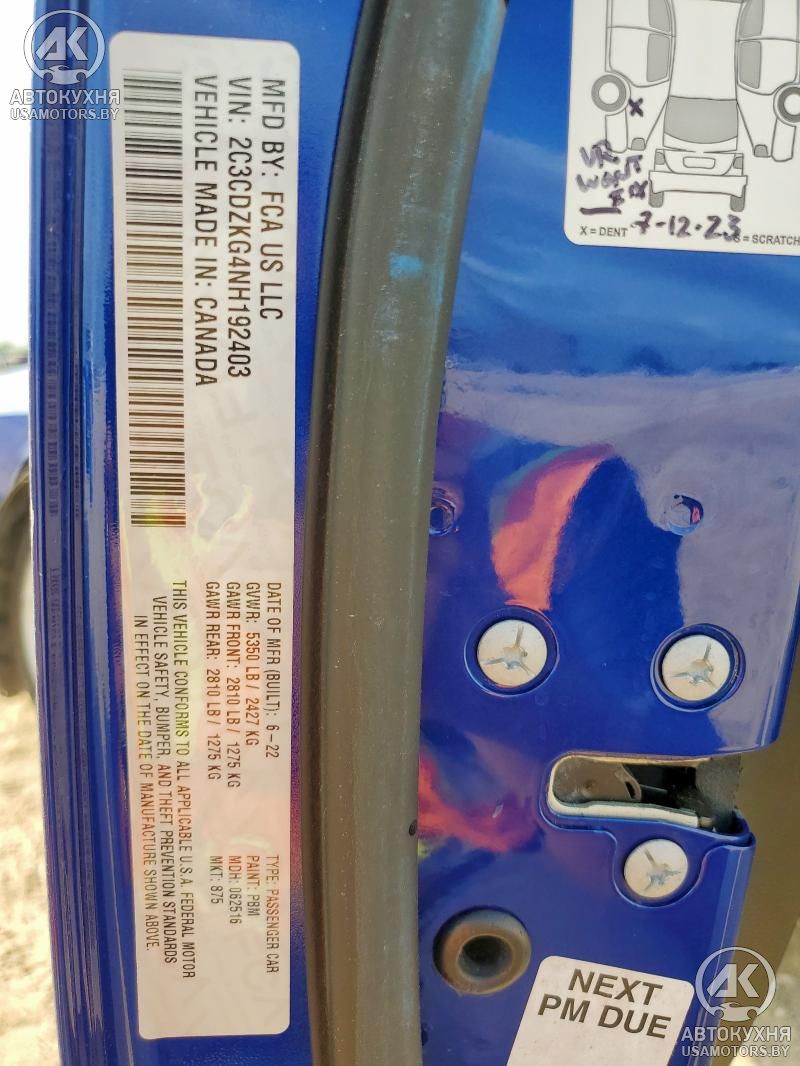 AK
АВТОКУХНЯ
USAMOTORS.BY
MFD BY: FCA US LLC
VIN: 2C3CDZKG4NH192403
VEHICLE MADE IN: CANADA
DATE OF MFR (BUILT): 6-22
GVWR: 5350 LB / 2427 KG
GAWR FRONT: 2810 LB / 1275 KG
GAWR REAR: 2810 LB / 1275 KG
THIS VEHICLE CONFORMS TO ALL APPLICABLE U.S.A. FEDERAL MOTOR
VEHICLE SAFETY, BUMPER, AND THEFT PREVENTION STANDARDS
IN EFFECT ON THE DATE OF MANUFACTURE SHOWN ABOVE.
TYPE: PASSENGER CAR
PAINT: PBM
MDH: 062516
MKT: 875
X
7-12-23
X = DENT
S = SCRATCH
NEXT
PM DUE
AK
АВТОКУХНЯ
USAMOTORS.BY